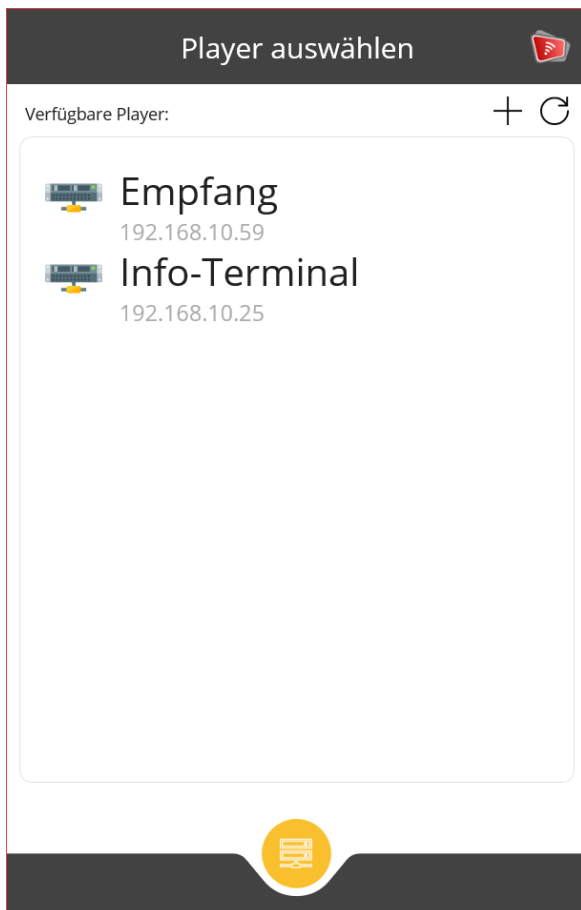 Player auswählen
Verfügbare Player:
Empfang
192.168.10.59
Info-Terminal
192.168.10.25